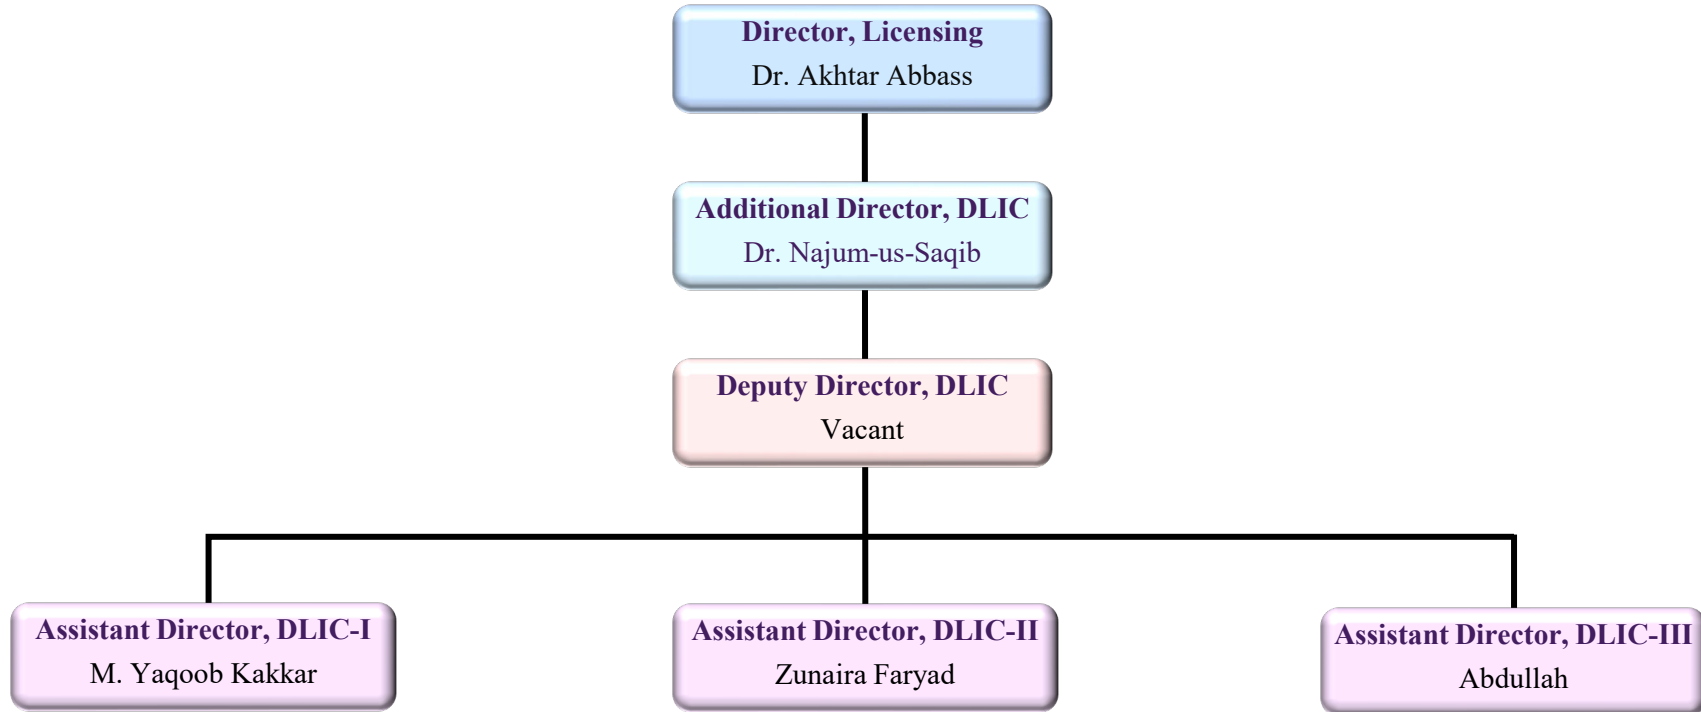 Director, Licensing
Dr. Akhtar Abbass
Additional Director, DLIC
Dr. Najum-us-Saqib
Deputy Director, DLIC
Vacant
Assistant Director, DLIC-I
M. Yaqoob Kakkar
Assistant Director, DLIC-II
Zunaira Faryad
Assistant Director, DLIC-III
Abdullah